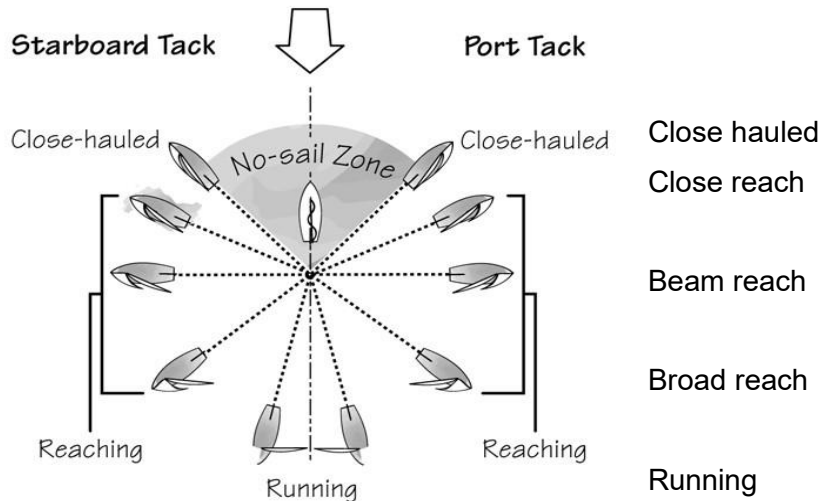 Starboard Tack
Port Tack
Close-hauled
No-sail Zone
Close-hauled
Close hauled
Close reach
Beam reach
Broad reach
Reaching
Reaching
Running
Running